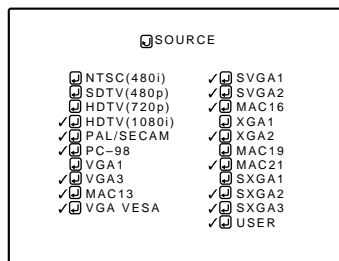 SOURCE
NTSC(480i)
SDTV(480p)
HDTV(720p)
✓ HDTV(1080i)
✓ PAL/SECAM
✓ PC–98
VGA1
✓ VGA3
✓ MAC13
✓ VGA VESA
✓ SVGA1
✓ SVGA2
✓ MAC16
XGA1
✓ XGA2
MAC19
✓ MAC21
SXGA1
✓ SXGA2
✓ SXGA3
✓ USER